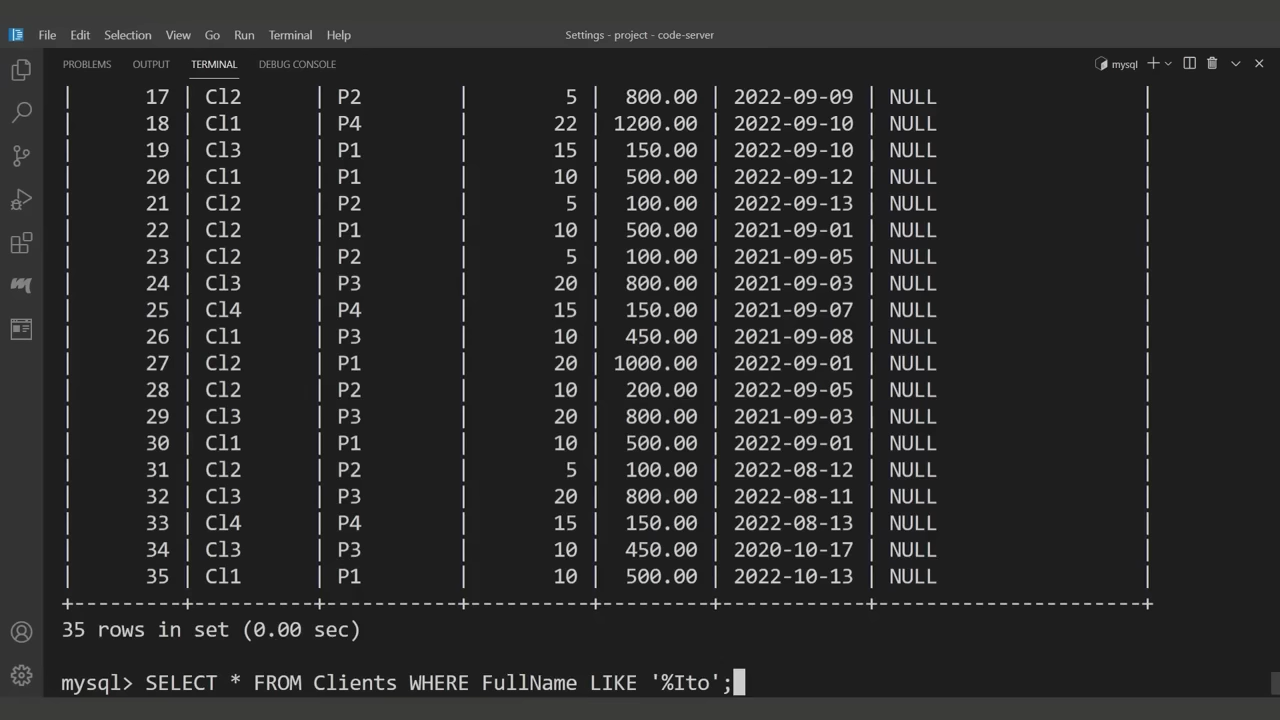 File Edit Selection View Go Run Terminal Help Settings - project - code-server
PROBLEMS OUTPUT TERMINAL DEBUG CONSOLE mysql
| 17 | Cl2 | P2 | 5 | 800.00 | 2022-09-09 | NULL |
| 18 | Cl1 | P4 | 22 | 1200.00 | 2022-09-10 | NULL |
| 19 | Cl3 | P1 | 15 | 150.00 | 2022-09-10 | NULL |
| 20 | Cl1 | P1 | 10 | 500.00 | 2022-09-12 | NULL |
| 21 | Cl2 | P2 | 5 | 100.00 | 2022-09-13 | NULL |
| 22 | Cl2 | P1 | 10 | 500.00 | 2021-09-01 | NULL |
| 23 | Cl2 | P2 | 5 | 100.00 | 2021-09-05 | NULL |
| 24 | Cl3 | P3 | 20 | 800.00 | 2021-09-03 | NULL |
| 25 | Cl4 | P4 | 15 | 150.00 | 2021-09-07 | NULL |
| 26 | Cl1 | P3 | 10 | 450.00 | 2021-09-08 | NULL |
| 27 | Cl2 | P1 | 20 | 1000.00 | 2022-09-01 | NULL |
| 28 | Cl2 | P2 | 10 | 200.00 | 2022-09-05 | NULL |
| 29 | Cl3 | P3 | 20 | 800.00 | 2021-09-03 | NULL |
| 30 | Cl1 | P1 | 10 | 500.00 | 2022-09-01 | NULL |
| 31 | Cl2 | P2 | 5 | 100.00 | 2022-08-12 | NULL |
| 32 | Cl3 | P3 | 20 | 800.00 | 2022-08-11 | NULL |
| 33 | Cl4 | P4 | 15 | 150.00 | 2022-08-13 | NULL |
| 34 | Cl3 | P3 | 10 | 450.00 | 2020-10-17 | NULL |
| 35 | Cl1 | P1 | 10 | 500.00 | 2022-10-13 | NULL |
+---------+----------+-----------+----------+---------+------------+----------------------+
35 rows in set (0.00 sec)
mysql> SELECT * FROM Clients WHERE FullName LIKE '%Ito';